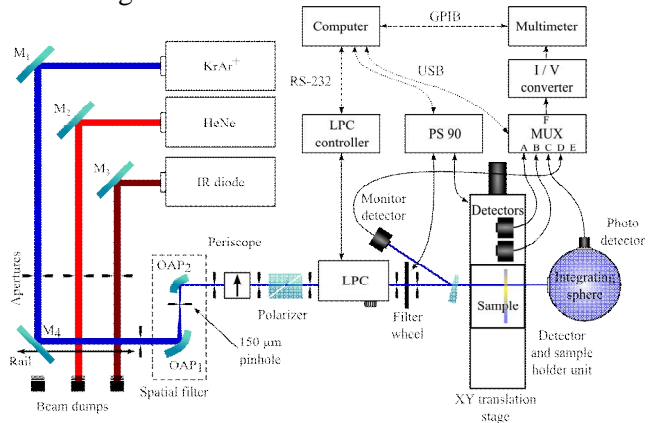 Computer
GPIB
Multimeter
M1
KrAr+
RS-232
USB
I / V
converter
M2
HeNe
LPC
controller
PS 90
F
MUX
A B C D E
M3
IR diode
Monitor
detector
Detectors
Photo
detector
Periscope
OAP2
Apertures
LPC
Integrating
sphere
Sample
Polarizer
Filter
wheel
M4
Rail
150 µm
pinhole
OAP1
Detector
and sample
holder unit
Beam dumps
Spatial filter
XY translation
stage